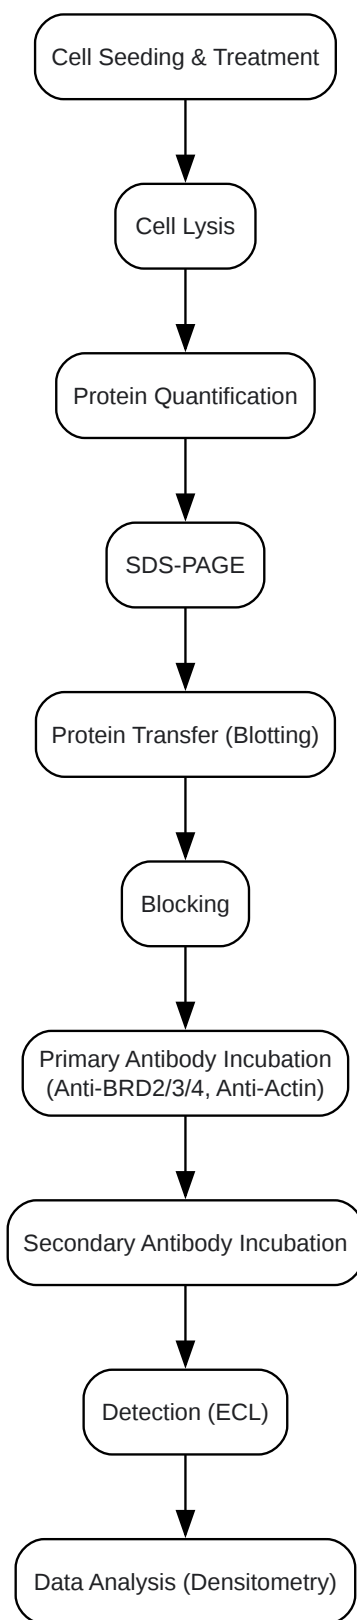 Cell Seeding & Treatment
Cell Lysis
Protein Quantification
SDS-PAGE
Protein Transfer (Blotting)
Blocking
Primary Antibody Incubation
(Anti-BRD2/3/4, Anti-Actin)
Secondary Antibody Incubation
Detection (ECL)
Data Analysis (Densitometry)